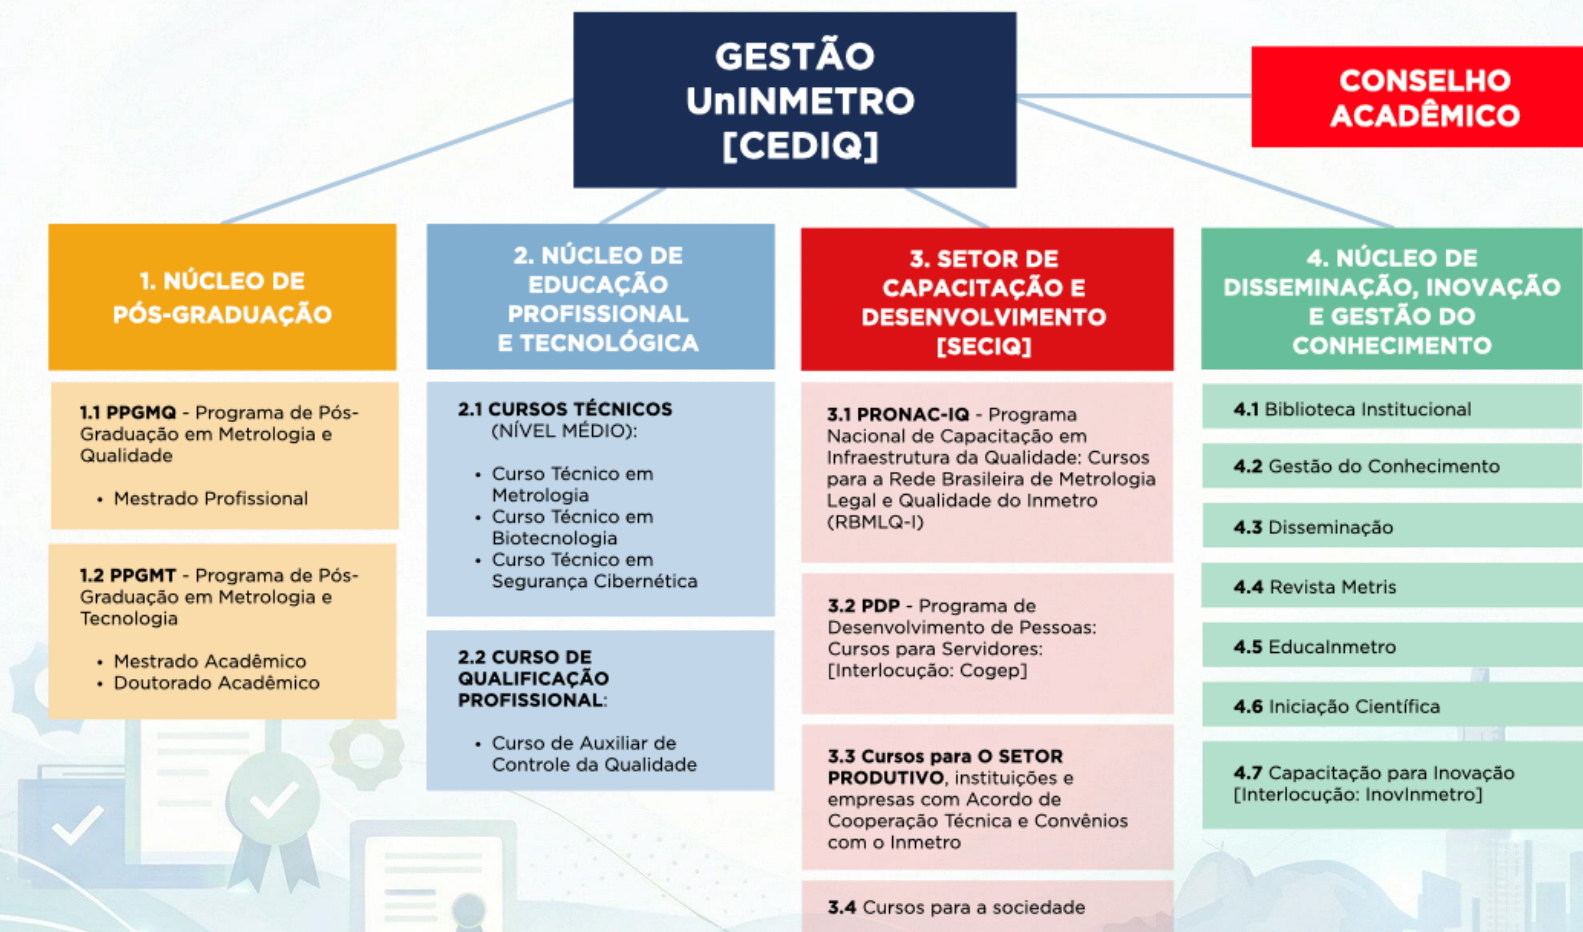 GESTÃO
UnINMETRO
[CEDIQ]
CONSELHO
ACADÊMICO
1. NÚCLEO DE
PÓS-GRADUAÇÃO
1.1 PPGMQ - Programa de Pós-
Graduação em Metrologia e
Qualidade
• Mestrado Profissional
1.2 PPGMT - Programa de Pós-
Graduação em Metrologia e
Tecnologia
• Mestrado Acadêmico
• Doutorado Acadêmico
2. NÚCLEO DE
EDUCAÇÃO
PROFISSIONAL
E TECNOLÓGICA
2.1 CURSOS TÉCNICOS
(NÍVEL MÉDIO):
• Curso Técnico em
Metrologia
• Curso Técnico em
Biotecnologia
• Curso Técnico em
Segurança Cibernética
2.2 CURSO DE
QUALIFICAÇÃO
PROFISSIONAL:
• Curso de Auxiliar de
Controle da Qualidade
3. SETOR DE
CAPACITAÇÃO E
DESENVOLVIMENTO
[SECIQ]
3.1 PRONAC-IQ - Programa
Nacional de Capacitação em
Infraestrutura da Qualidade: Cursos
para a Rede Brasileira de Metrologia
Legal e Qualidade do Inmetro
(RBMLQ-I)
3.2 PDP - Programa de
Desenvolvimento de Pessoas:
Cursos para Servidores:
[Interlocução: Cogep]
3.3 Cursos para O SETOR
PRODUTIVO, instituições e
empresas com Acordo de
Cooperação Técnica e Convênios
com o Inmetro
3.4 Cursos para a sociedade
4. NÚCLEO DE
DISSEMINAÇÃO, INOVAÇÃO
E GESTÃO DO
CONHECIMENTO
4.1 Biblioteca Institucional
4.2 Gestão do Conhecimento
4.3 Disseminação
4.4 Revista Metris
4.5 EducaInmetro
4.6 Iniciação Científica
4.7 Capacitação para Inovação
[Interlocução: InovInmetro]